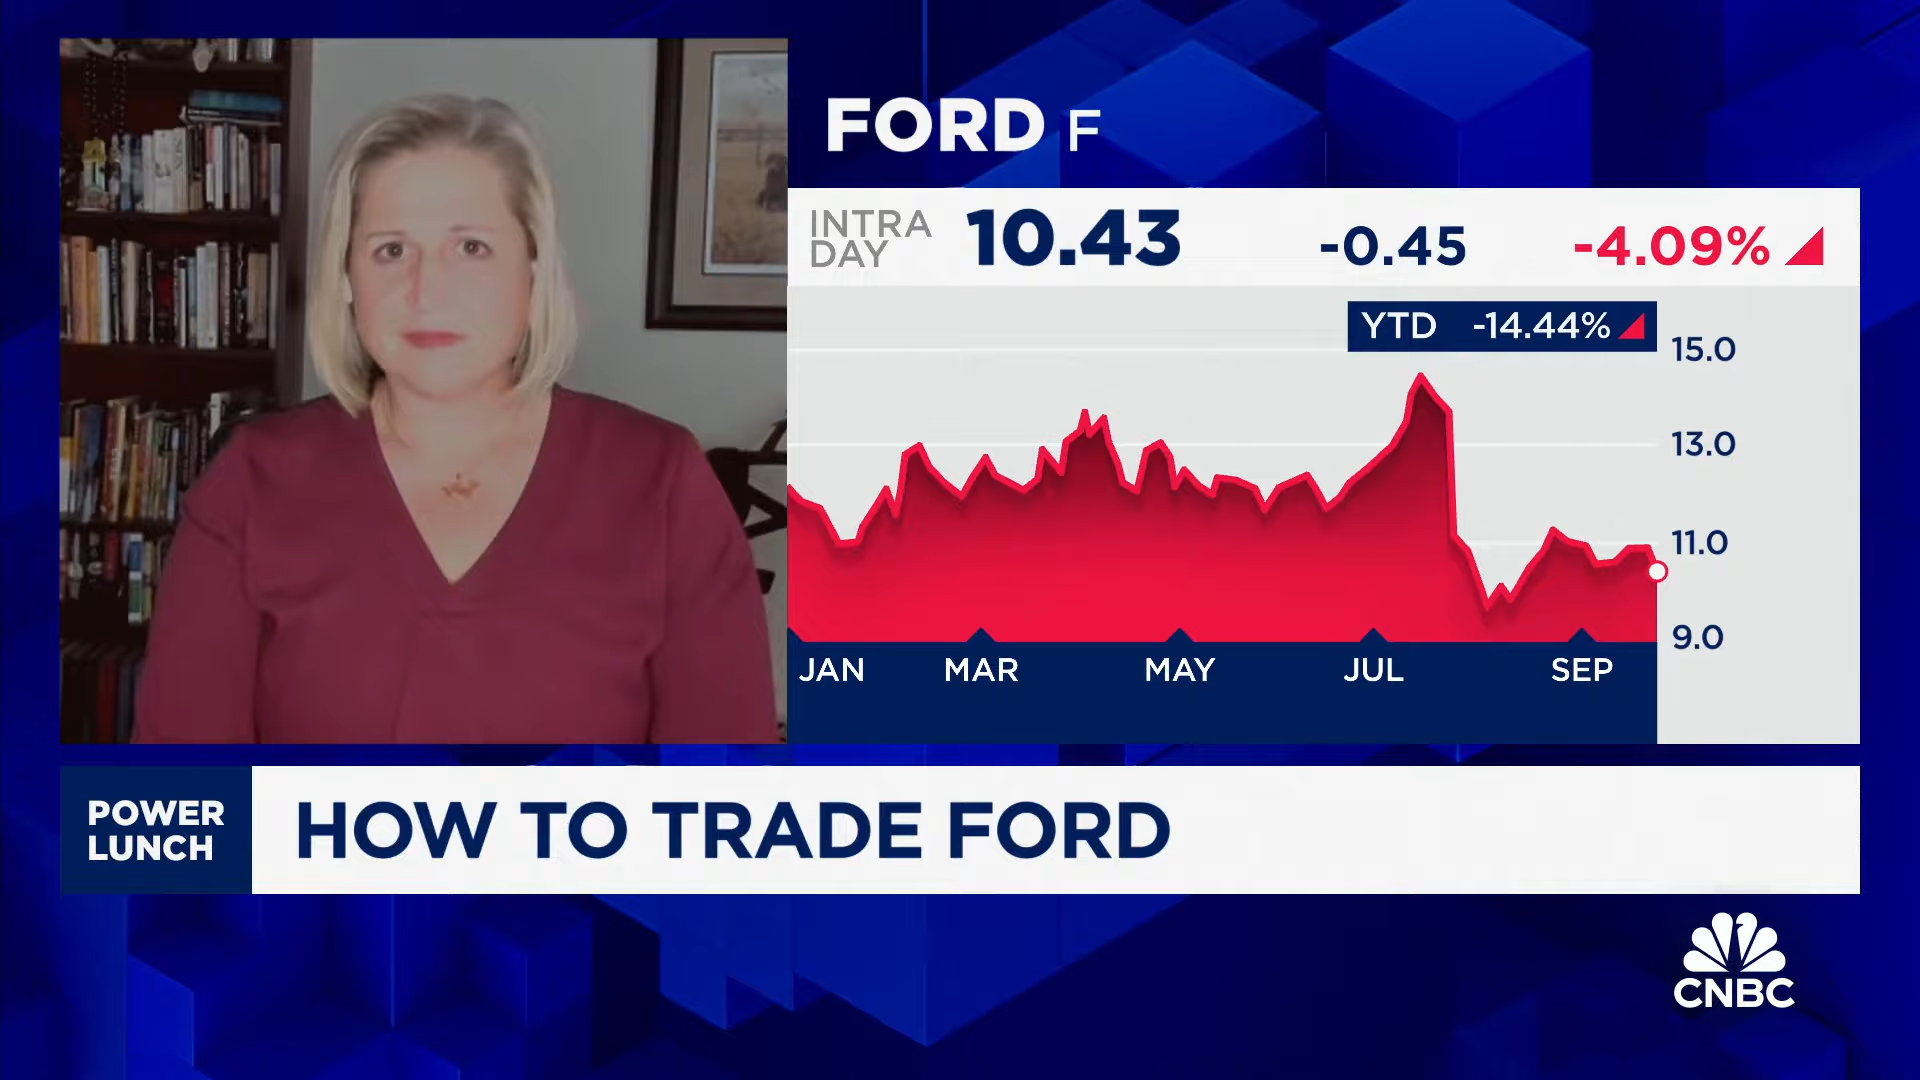 FORD F
INTRA
DAY
10.43 -0.45 -4.09%
YTD -14.44%
15.0
13.0
11.0
9.0
JAN MAR MAY JUL SEP
POWER
LUNCH
HOW TO TRADE FORD
CNBC